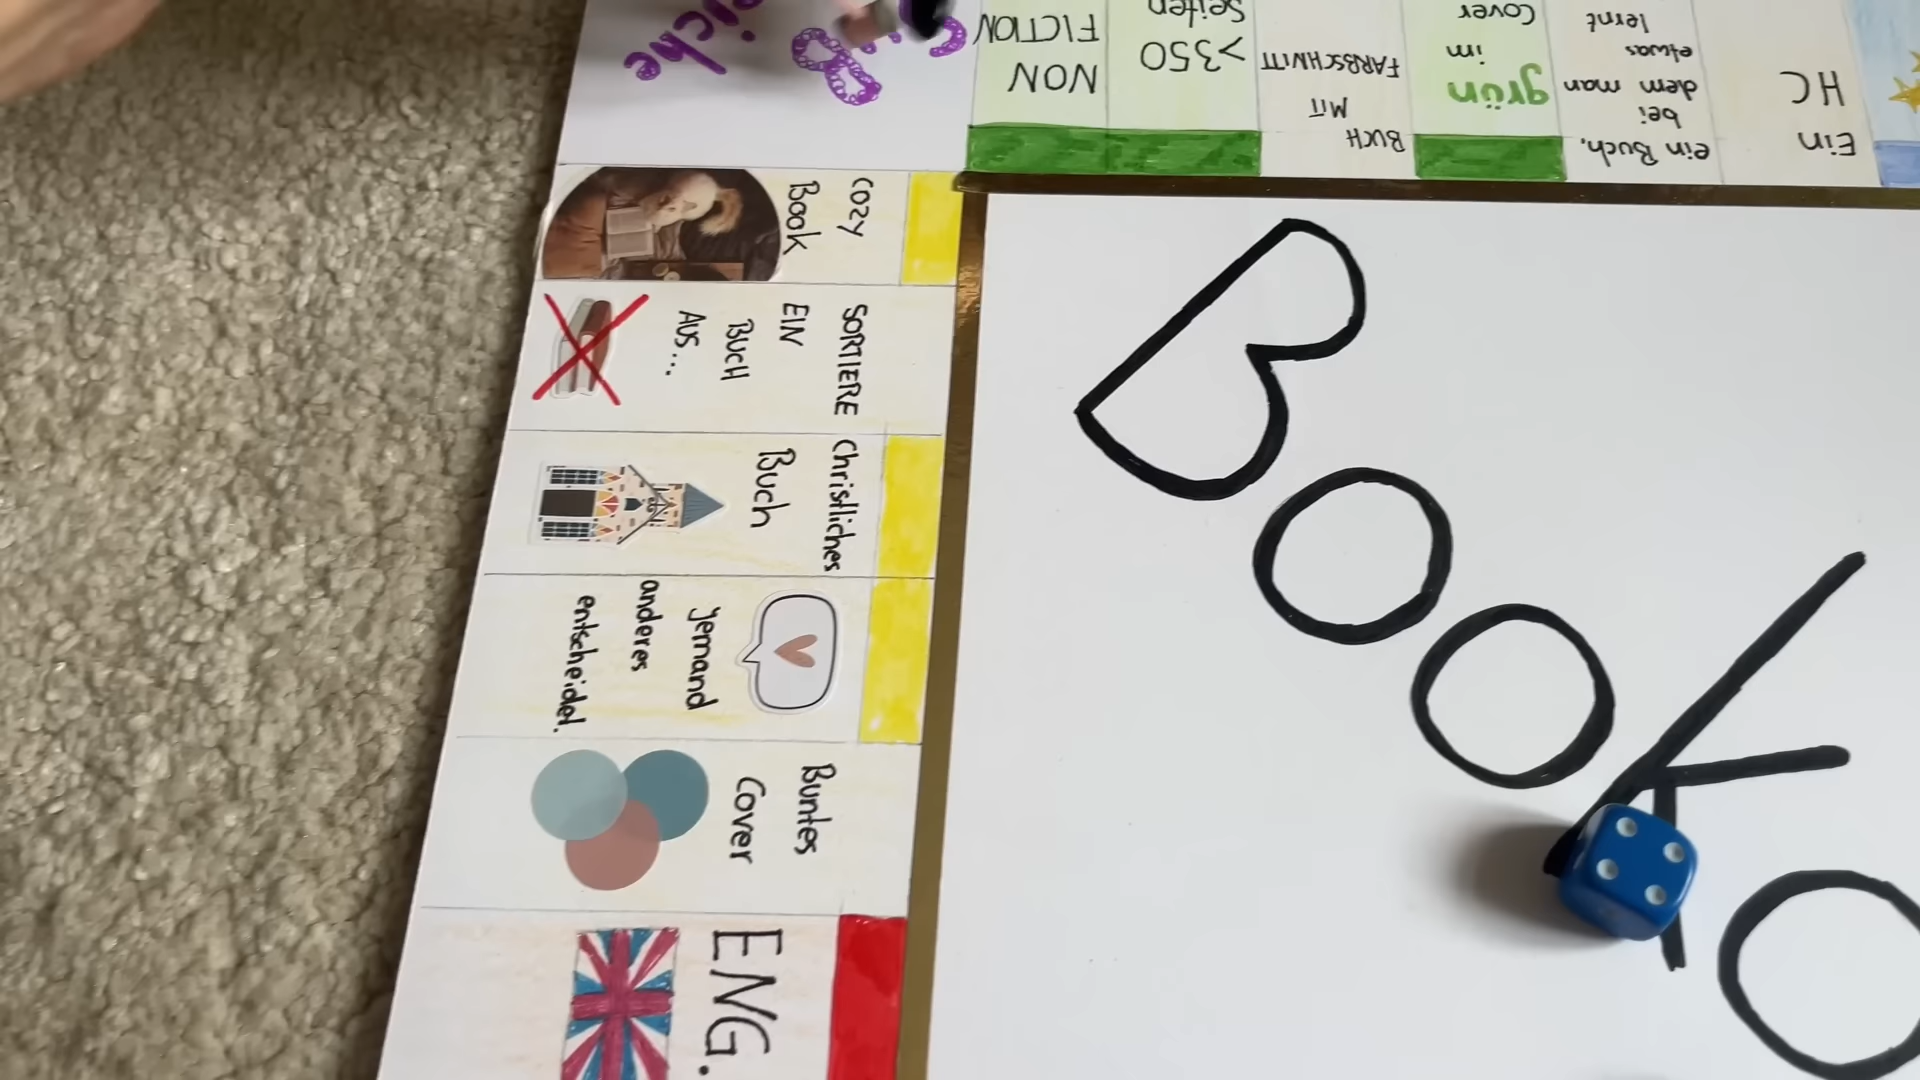 NON
FICTION
>350
Seiten
BUCH
MIT
FARBSCHNITT
grün
im
Cover
ein Buch,
bei
dem man
etwas
lernt
Ein
HC
COZY
Book
SORTIERE
EIN
BUCH
AUS...
Christliches
Buch
jemand
anderes
entscheidet.
Buntes
Cover
ENG.
BOOKO